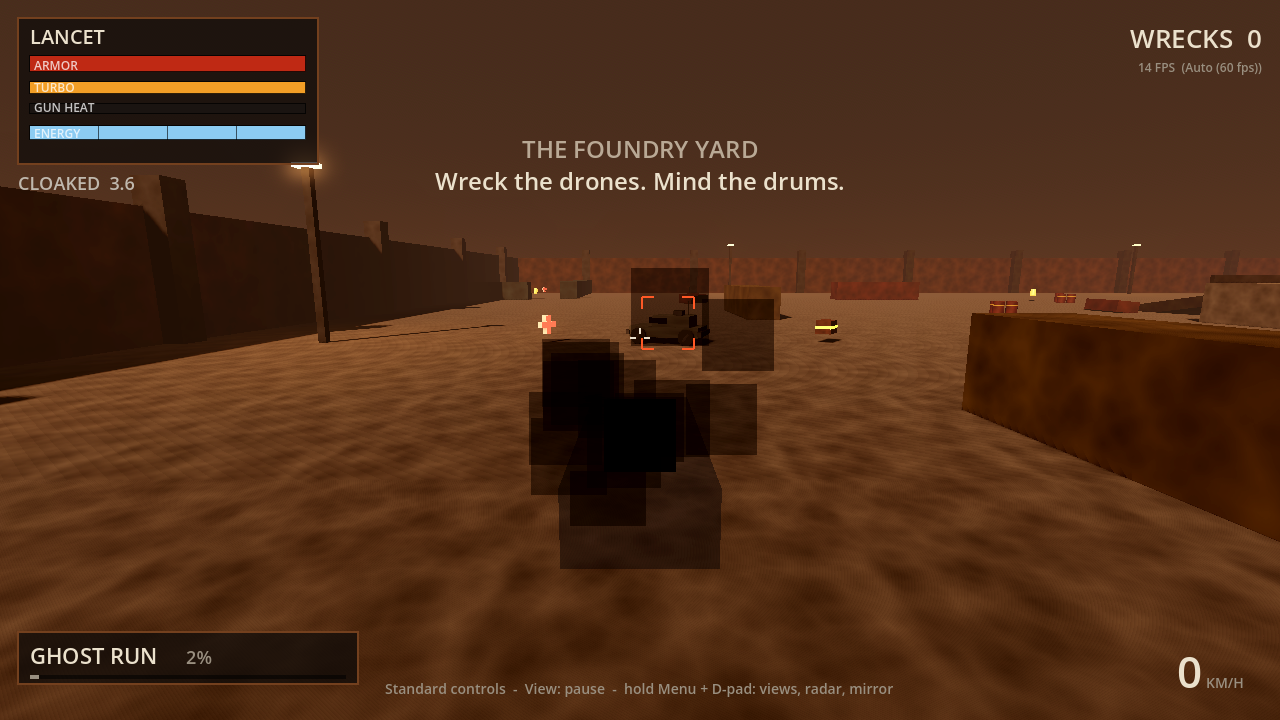 LANCET
ARMOR
TURBO
GUN HEAT
ENERGY
CLOAKED 3.6
WRECKS 0
14 FPS (Auto (60 fps))
THE FOUNDRY YARD
Wreck the drones. Mind the drums.
GHOST RUN 2%
Standard controls - View: pause - hold Menu + D-pad: views, radar, mirror
0 KM/H